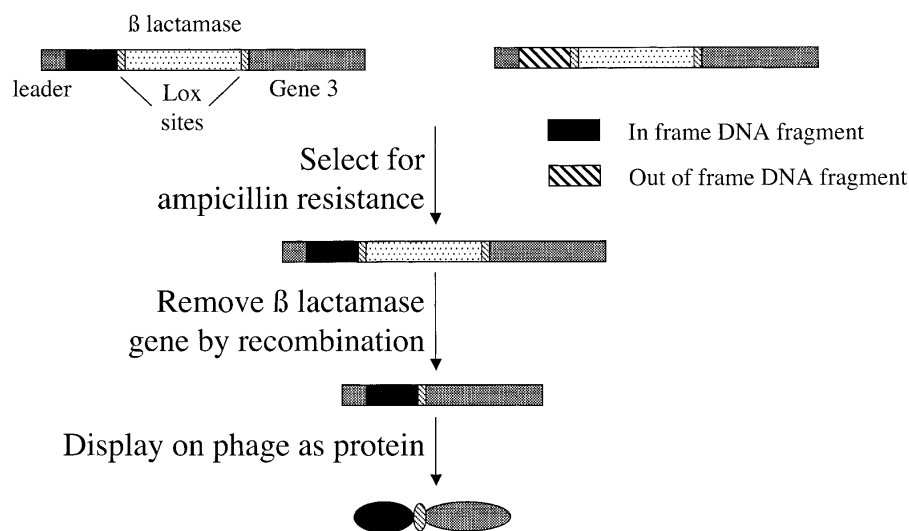 ß lactamase
leader
Lox
sites
Gene 3
In frame DNA fragment
Out of frame DNA fragment
Select for
ampicillin resistance
Remove ß lactamase
gene by recombination
Display on phage as protein